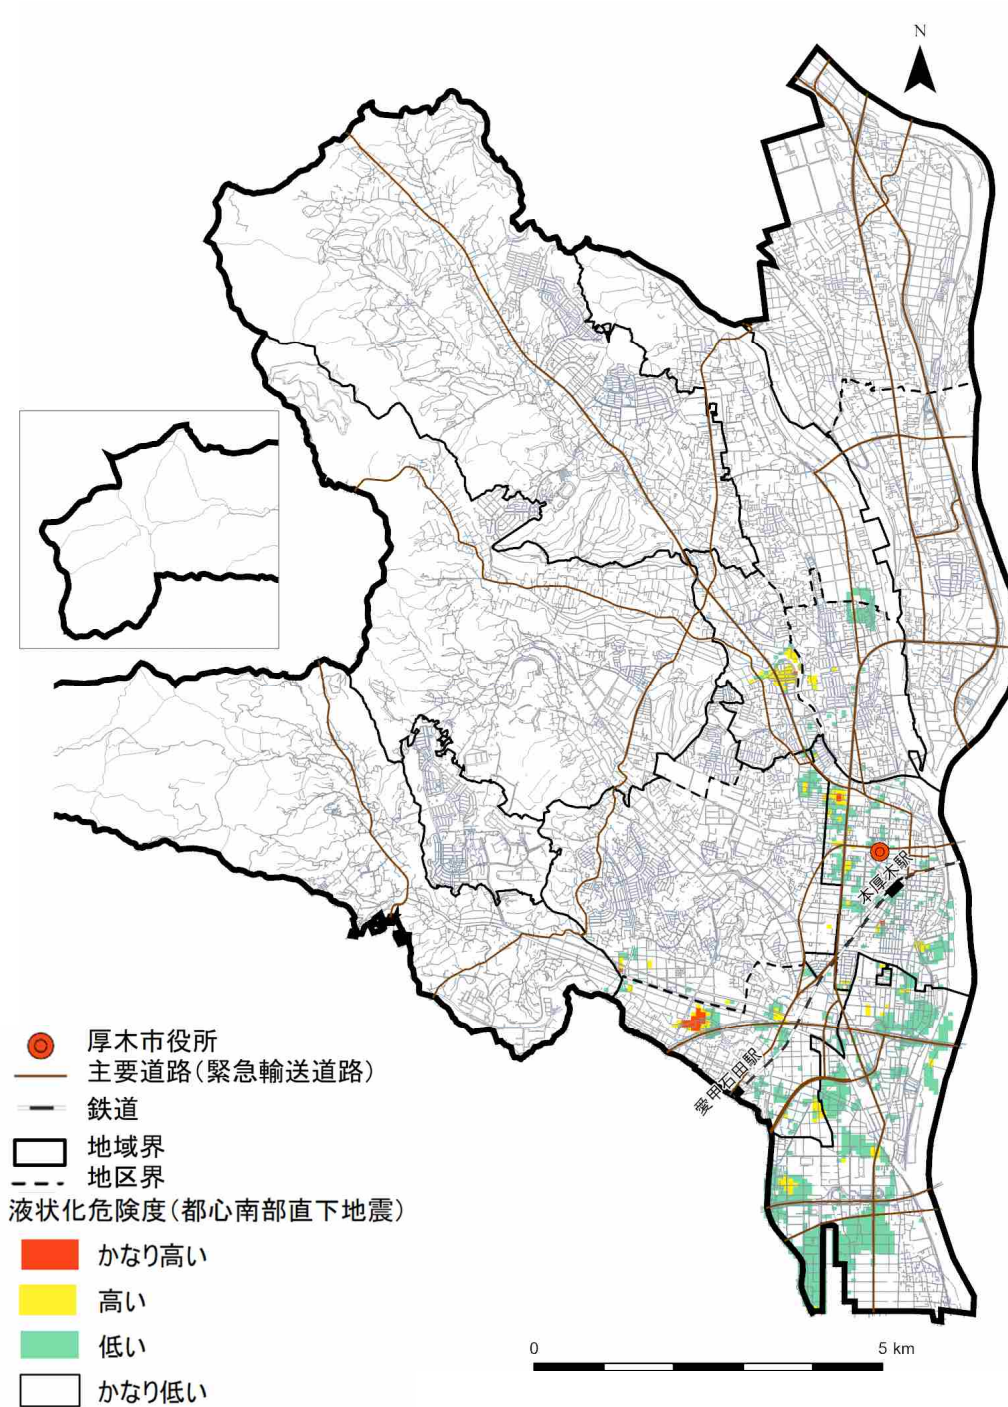 N
本厚木駅
愛甲石田駅
厚木市役所
主要道路(緊急輸送道路)
鉄道
地域界
地区界
液状化危険度(都心南部直下地震)
かなり高い
高い
低い
かなり低い
0 5 km